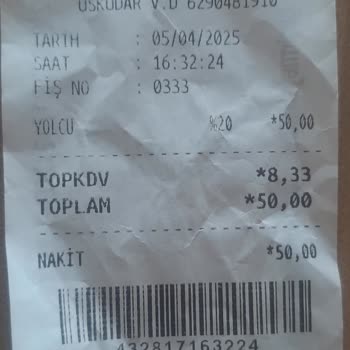 ÜSKÜDAR V.D 6290481910
TARİH : 05/04/2025
SAAT : 16:32:24
FİŞ NO : 0333
YOLCU %20 *50,00
TOPKDV *8,33
TOPLAM *50,00
NAKİT *50,00
432817163224